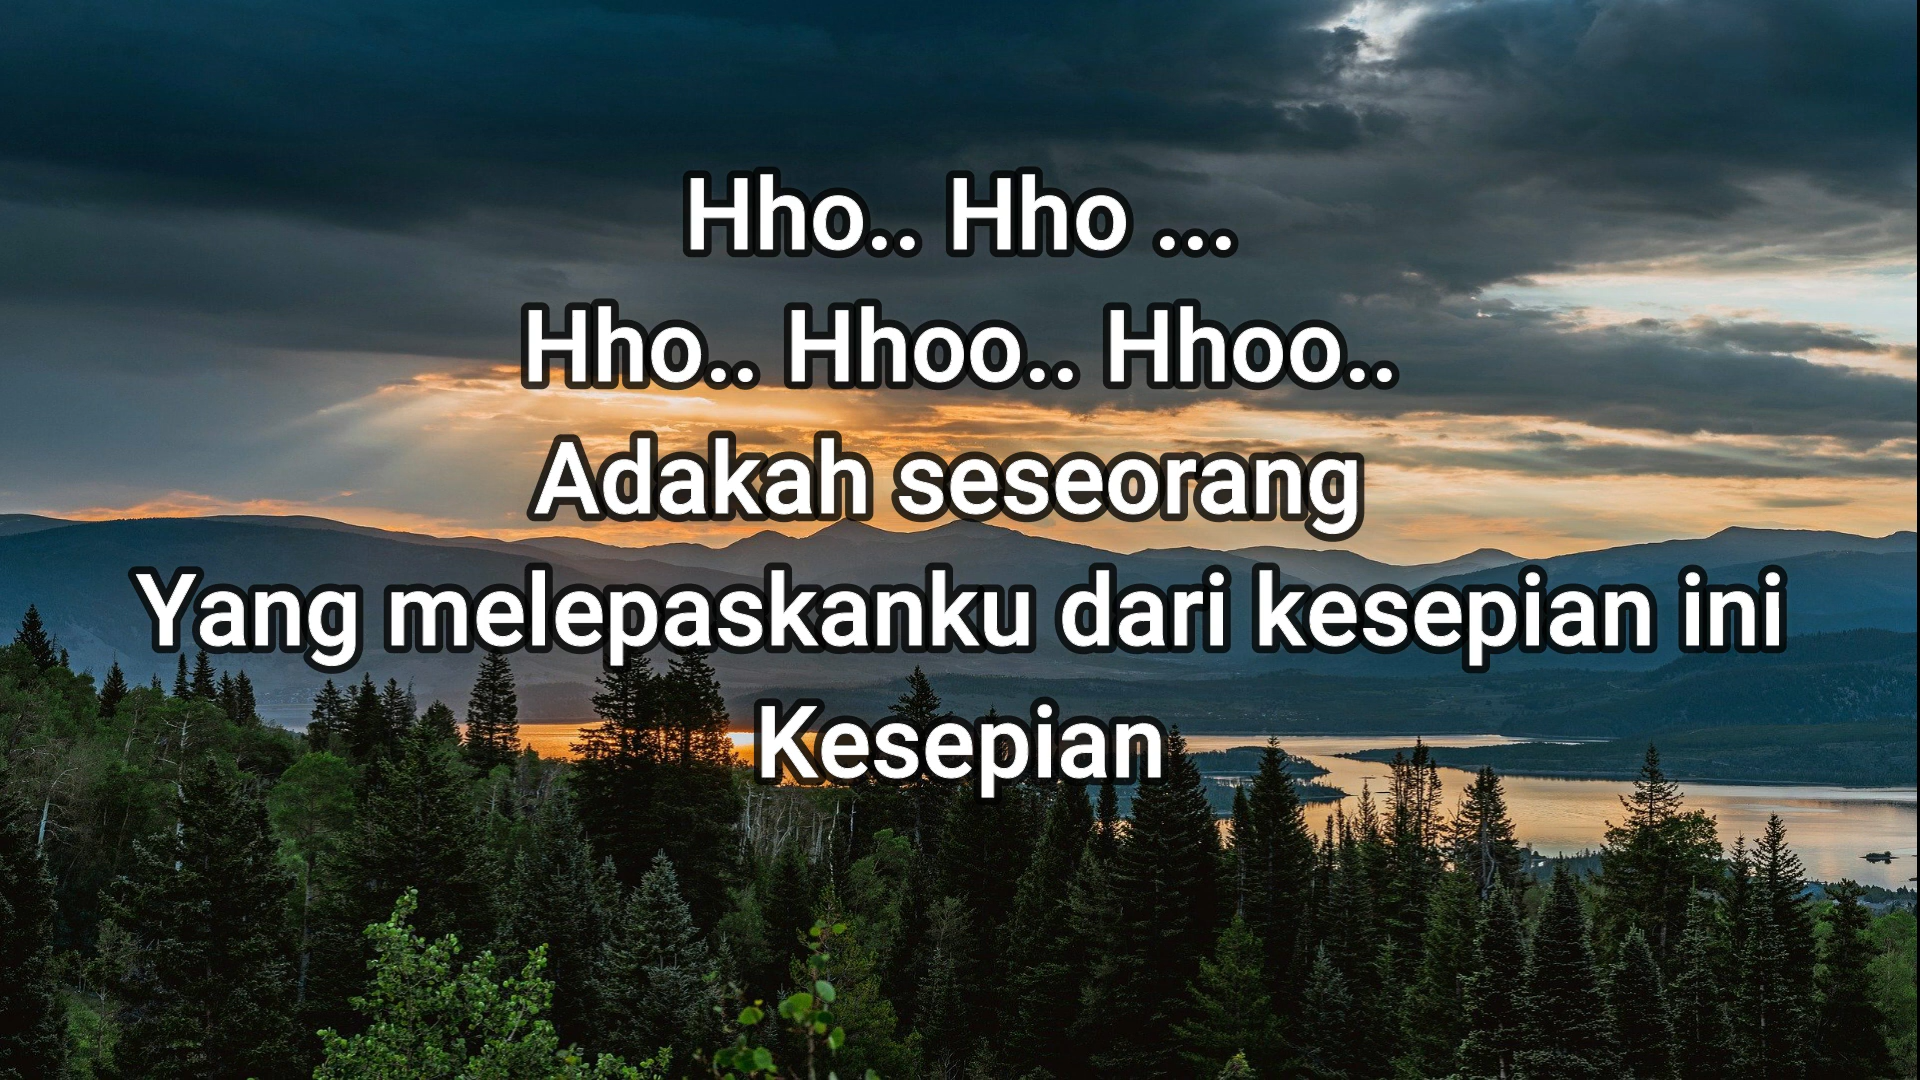 Hho.. Hho ...
Hho.. Hhoo.. Hhoo..
Adakah seseorang
Yang melepaskanku dari kesepian ini
Kesepian